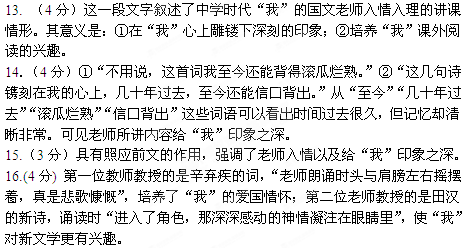 13. （4 分）这一段文字叙述了中学时代“我”的国文老师入情入理的讲课
情形。其意义是：①在“我”心上雕镂下深刻的印象；②培养“我”课外阅
读的兴趣。
14.（4 分）①“不用说，这首词我至今还能背得滚瓜烂熟。”②“这几句诗
镌刻在我的心上，几十年过去，至今还能信口背出。”从“至今”“几十年过
去”“滚瓜烂熟”“信口背出”这些词语可以看出时间过去很久，但记忆却清
晰非常。可见老师所讲内容给“我”印象之深。
15.（3 分）具有照应前文的作用，强调了老师入情以及给“我”印象之深。
16.(4 分）第一位教师教授的是辛弃疾的词，“老师朗诵时头与肩膀左右摇摆
着，真是悲歌慷慨”，培养了“我”的爱国情怀；第二位老师教授的是田汉
的新诗，诵读时“进入了角色，那深深感动的神情凝注在眼睛里”，使“我”
对新文学更有兴趣。